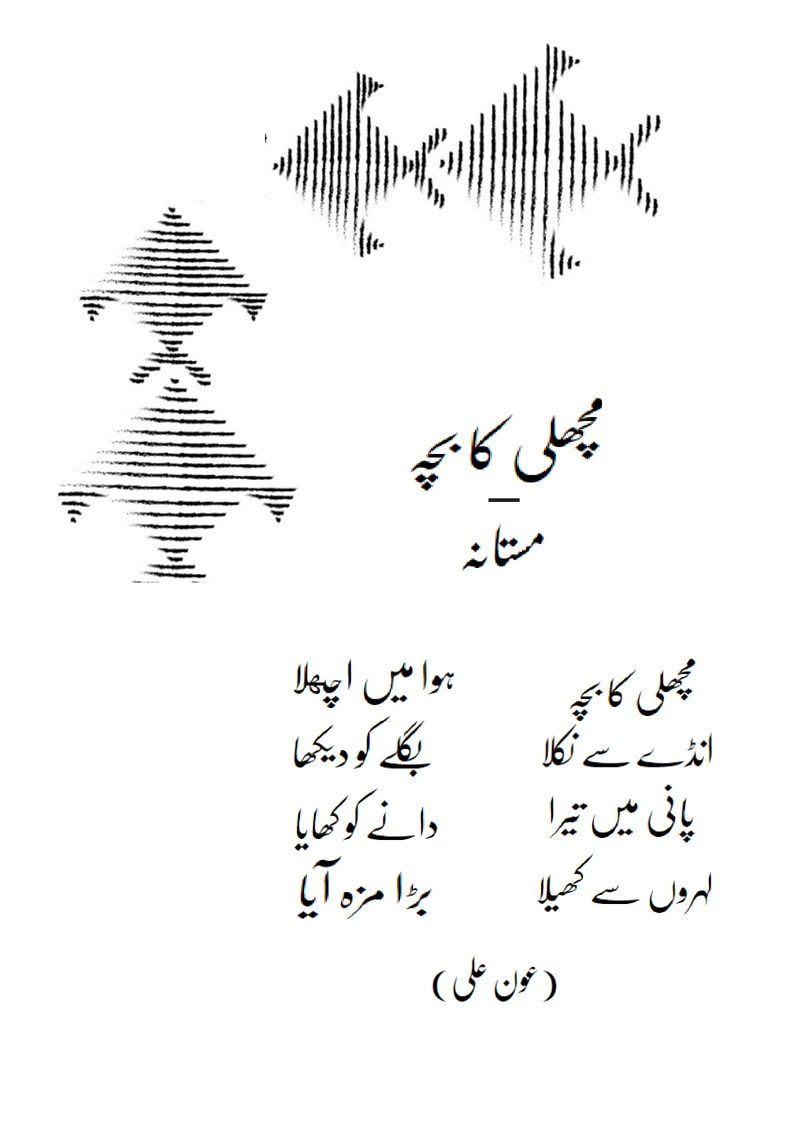 مچھلی کا بچہ
مستانہ
مچھلی کا بچہ
انڈے سے نکلا
پانی میں تیرا
لہروں سے کھیلا
ہوا میں اچھلا
بگلے کو دیکھا
دانے کو کھایا
بڑا مزہ آیا
(عون علی)